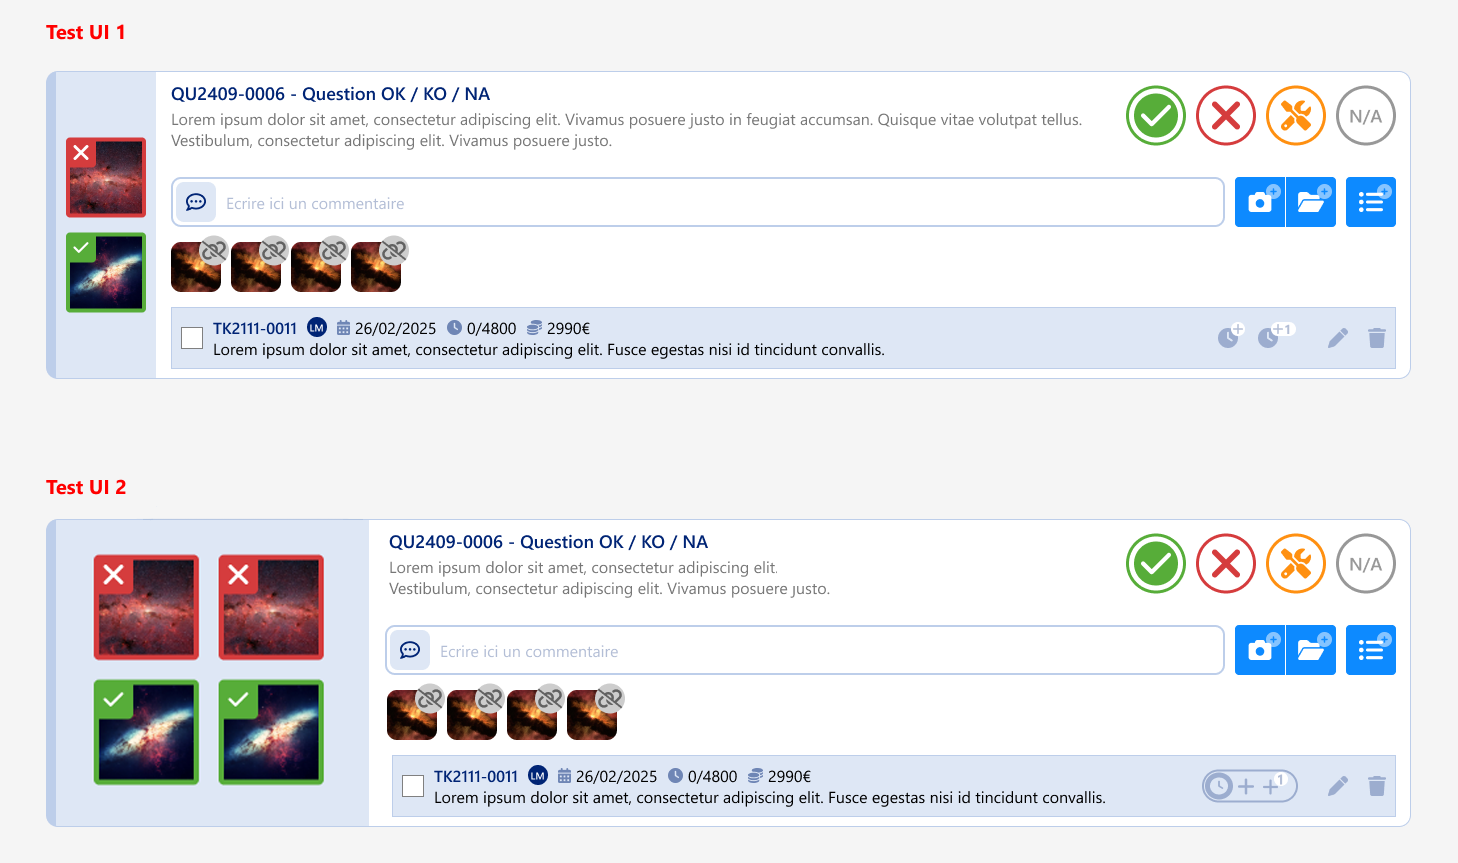 Test UI 1
QU2409-0006 - Question OK / KO / NA
Lorem ipsum dolor sit amet, consectetur adipiscing elit. Vivamus posuere justo in feugiat accumsan. Quisque vitae volutpat tellus.
Vestibulum, consectetur adipiscing elit. Vivamus posuere justo.
N/A
Ecrire ici un commentaire
TK2111-0011 LM 26/02/2025 0/4800 2990€
+ +1
Lorem ipsum dolor sit amet, consectetur adipiscing elit. Fusce egestas nisi id tincidunt convallis.
Test UI 2
QU2409-0006 - Question OK / KO / NA
Lorem ipsum dolor sit amet, consectetur adipiscing elit.
Vestibulum, consectetur adipiscing elit. Vivamus posuere justo.
N/A
Ecrire ici un commentaire
TK2111-0011 LM 26/02/2025 0/4800 2990€
+ +1
Lorem ipsum dolor sit amet, consectetur adipiscing elit. Fusce egestas nisi id tincidunt convallis.